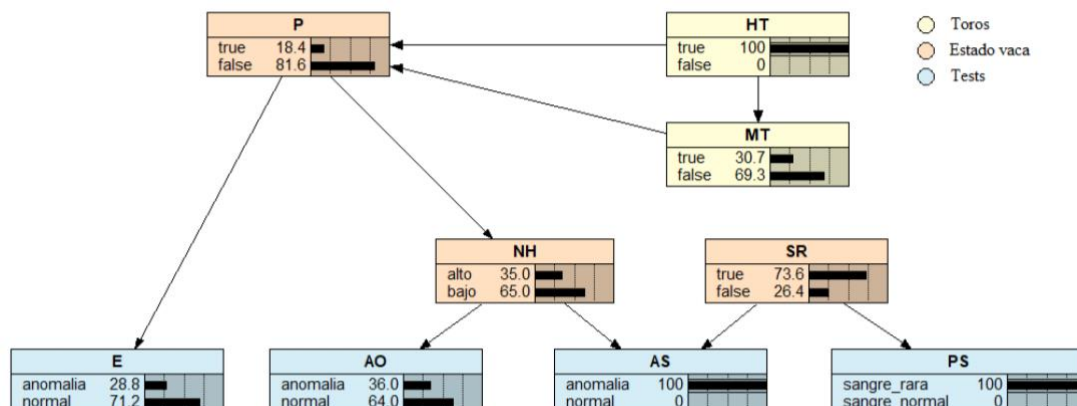 P
true 18.4
false 81.6
HT
true 100
false 0
Toros
Estado vaca
Tests
MT
true 30.7
false 69.3
NH
alto 35.0
bajo 65.0
SR
true 73.6
false 26.4
E
anomalia 28.8
normal 71.2
AO
anomalia 36.0
normal 64.0
AS
anomalia 100
normal 0
PS
sangre_rara 100
sangre_normal 0